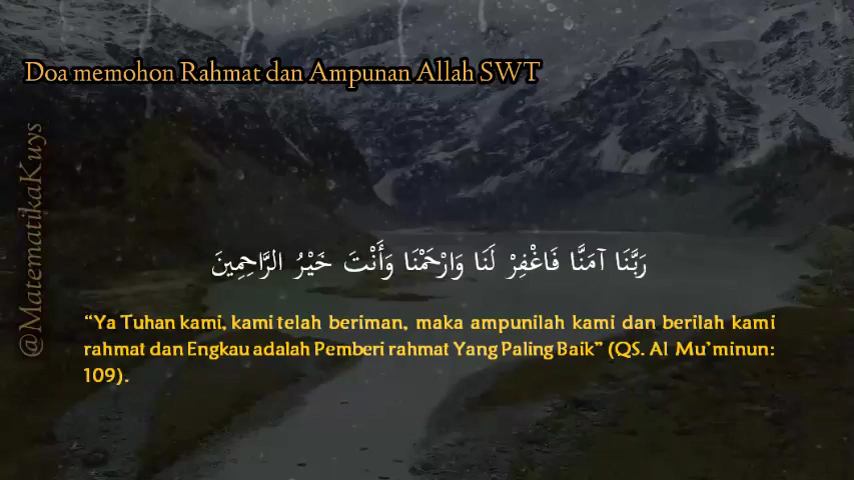 Doa memohon Rahmat dan Ampunan Allah SWT
@MatematikaKuys
رَبَّنَا آمَنَّا فَاغْفِرْ لَنَا وَارْحَمْنَا وَأَنْتَ خَيْرُ الرَّاحِمِينَ
“Ya Tuhan kami, kami telah beriman, maka ampunilah kami dan berilah kami
rahmat dan Engkau adalah Pemberi rahmat Yang Paling Baik” (QS. Al Mu’minun:
109).